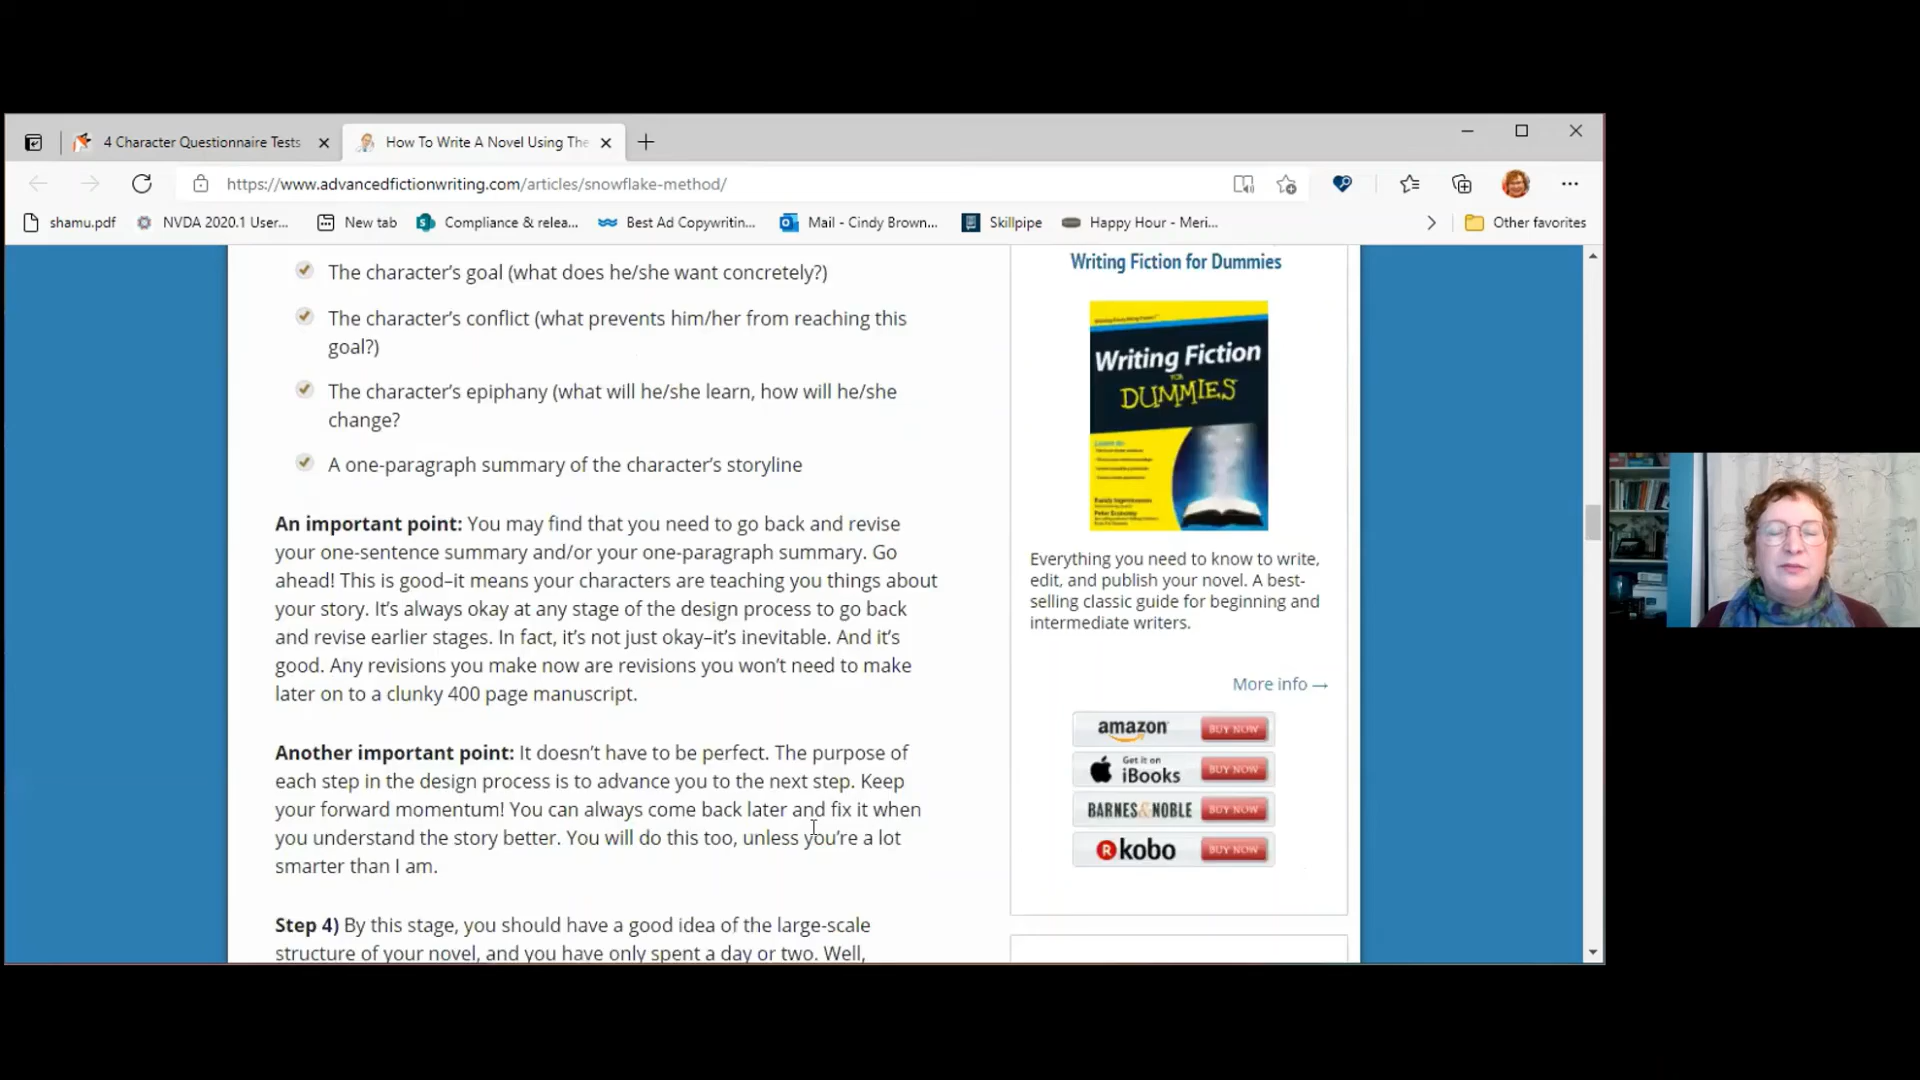 4 Character Questionnaire Tests
How To Write A Novel Using The
https://www.advancedfictionwriting.com/articles/snowflake-method/
shamu.pdf
NVDA 2020.1 User...
New tab
Compliance & relea...
Best Ad Copywritin...
Mail - Cindy Brown...
Skillpipe
Happy Hour - Meri...
Other favorites
The character's goal (what does he/she want concretely?)
The character's conflict (what prevents him/her from reaching this
goal?)
The character's epiphany (what will he/she learn, how will he/she
change?
A one-paragraph summary of the character's storyline
An important point: You may find that you need to go back and revise
your one-sentence summary and/or your one-paragraph summary. Go
ahead! This is good–it means your characters are teaching you things about
your story. It's always okay at any stage of the design process to go back
and revise earlier stages. In fact, it's not just okay–it's inevitable. And it's
good. Any revisions you make now are revisions you won't need to make
later on to a clunky 400 page manuscript.
Another important point: It doesn't have to be perfect. The purpose of
each step in the design process is to advance you to the next step. Keep
your forward momentum! You can always come back later and fix it when
you understand the story better. You will do this too, unless you're a lot
smarter than I am.
Step 4) By this stage, you should have a good idea of the large-scale
structure of your novel, and you have only spent a day or two. Well,
Writing Fiction for Dummies
Writing Fiction
FOR
DUMMIES
Randy Ingermanson
Peter Economy
Everything you need to know to write,
edit, and publish your novel. A best-
selling classic guide for beginning and
intermediate writers.
More info →
amazon BUY NOW
Get it on
iBooks BUY NOW
BARNES & NOBLE BUY NOW
R kobo BUY NOW